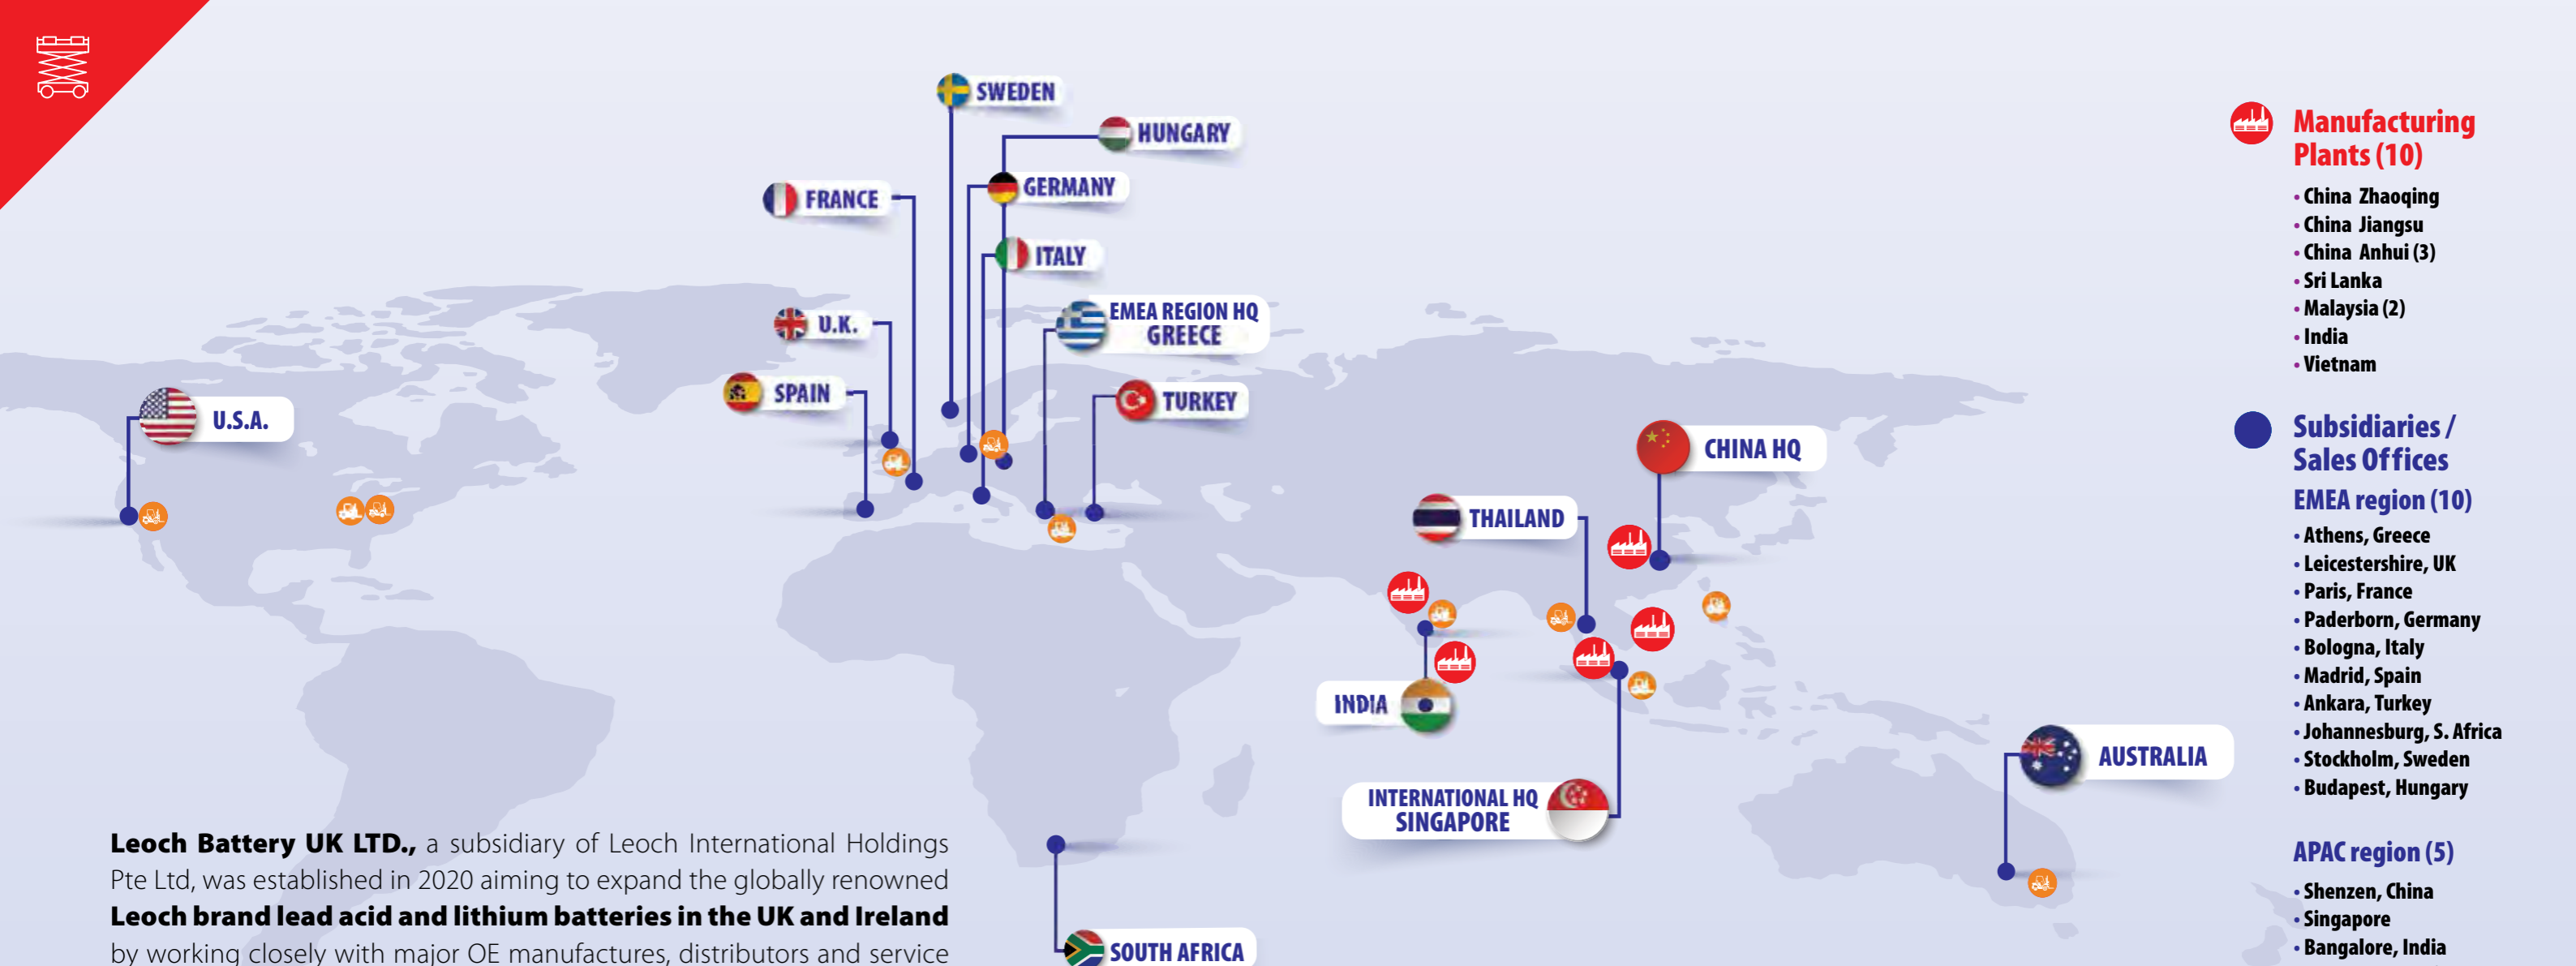 SWEDEN
HUNGARY
GERMANY
FRANCE
ITALY
EMEA REGION HQ
GREECE
U.K.
SPAIN
TURKEY
U.S.A.
CHINA HQ
THAILAND
INDIA
INTERNATIONAL HQ
SINGAPORE
AUSTRALIA
SOUTH AFRICA
Leoch Battery UK LTD., a subsidiary of Leoch International Holdings
Pte Ltd, was established in 2020 aiming to expand the globally renowned
Leoch brand lead acid and lithium batteries in the UK and Ireland
by working closely with major OE manufactures, distributors and service
Manufacturing
Plants (10)
• China Zhaoqing
• China Jiangsu
• China Anhui (3)
• Sri Lanka
• Malaysia (2)
• India
• Vietnam
Subsidiaries /
Sales Offices
EMEA region (10)
• Athens, Greece
• Leicestershire, UK
• Paris, France
• Paderborn, Germany
• Bologna, Italy
• Madrid, Spain
• Ankara, Turkey
• Johannesburg, S. Africa
• Stockholm, Sweden
• Budapest, Hungary
APAC region (5)
• Shenzen, China
• Singapore
• Bangalore, India